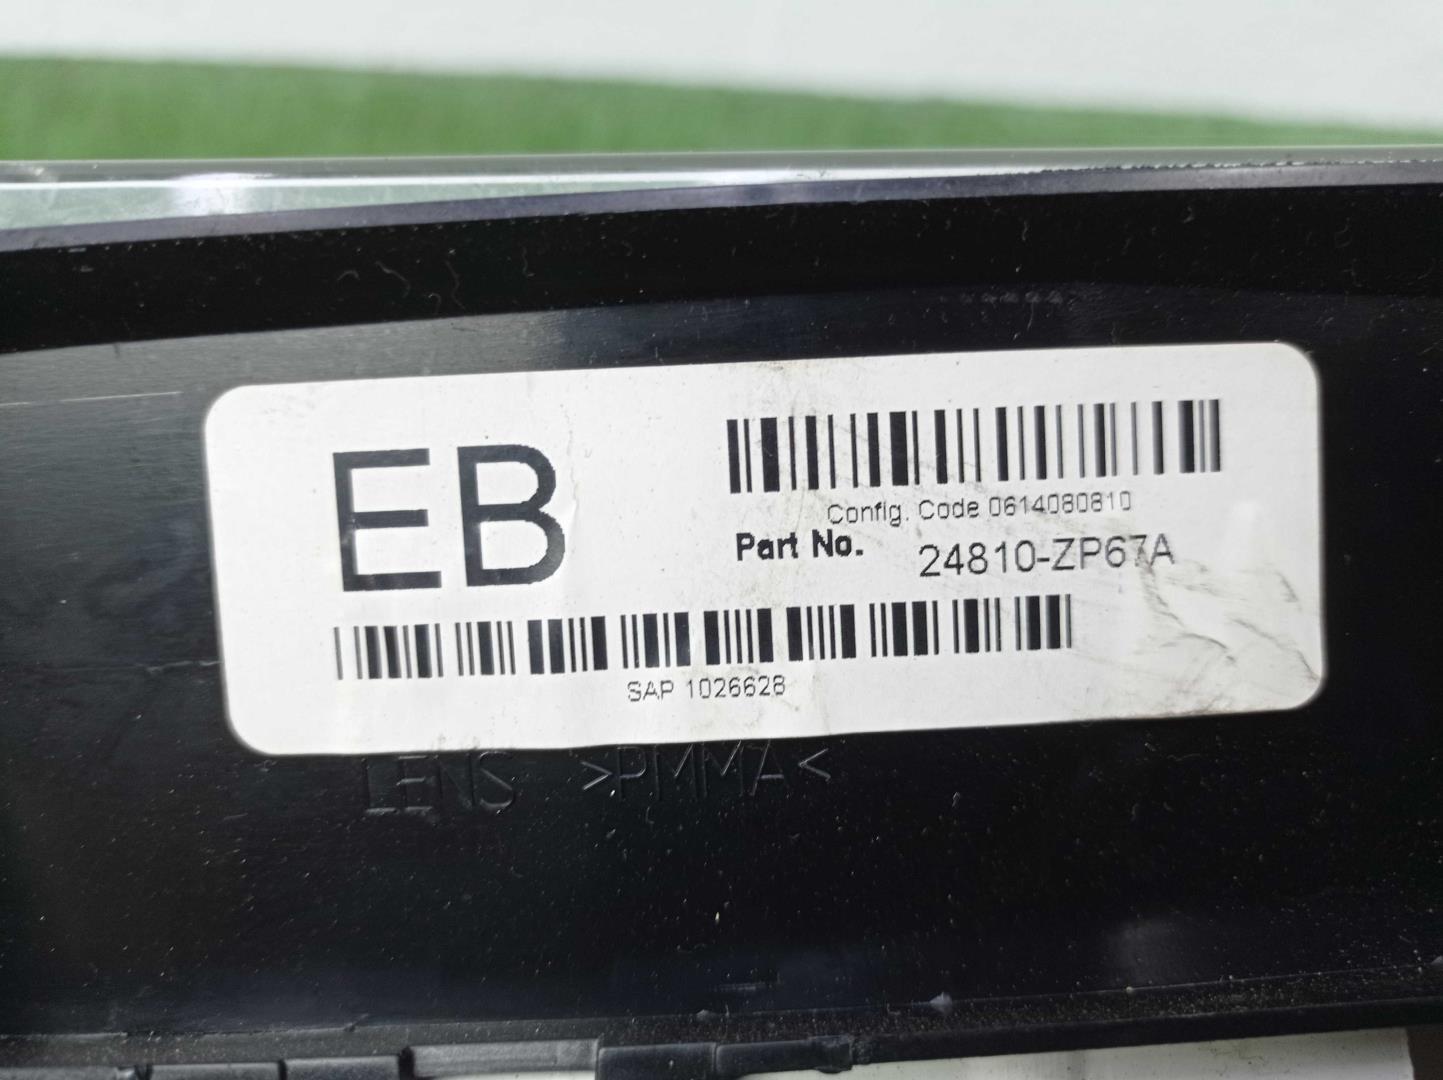 EB
Config. Code 0614080810
Part No. 24810-ZP67A
SAP 1026628
LENS >PMMA<